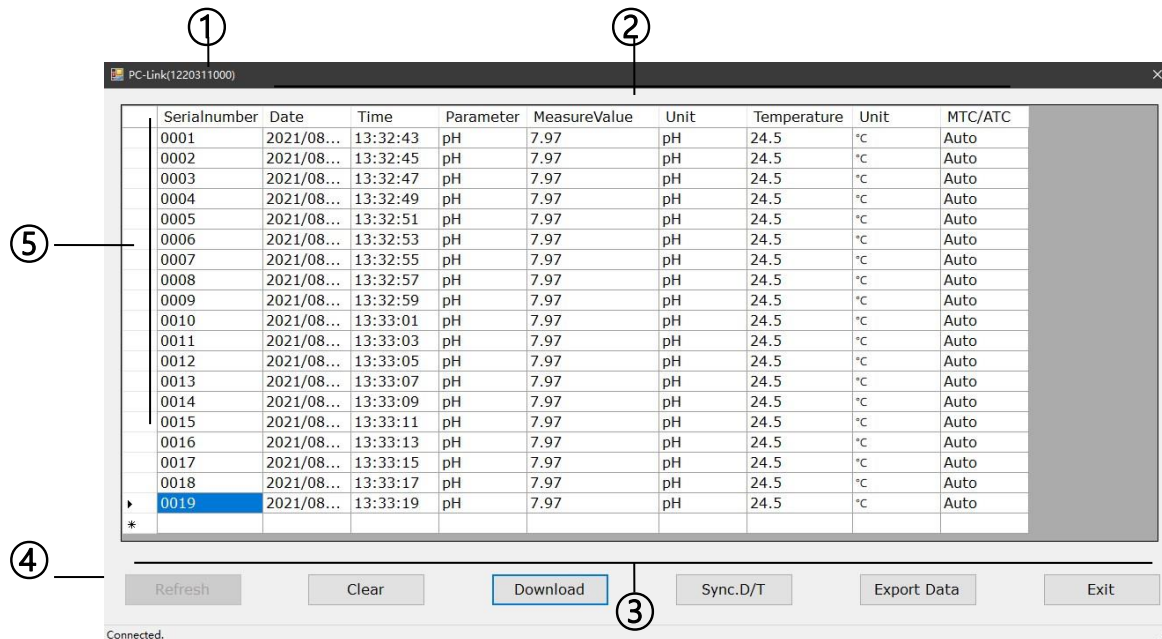 ① ②
PC-Link(1220311000)
Serialnumber Date Time Parameter MeasureValue Unit Temperature Unit MTC/ATC
0001 2021/08... 13:32:43 pH 7.97 pH 24.5 °C Auto
0002 2021/08... 13:32:45 pH 7.97 pH 24.5 °C Auto
0003 2021/08... 13:32:47 pH 7.97 pH 24.5 °C Auto
0004 2021/08... 13:32:49 pH 7.97 pH 24.5 °C Auto
0005 2021/08... 13:32:51 pH 7.97 pH 24.5 °C Auto
⑤ 0006 2021/08... 13:32:53 pH 7.97 pH 24.5 °C Auto
0007 2021/08... 13:32:55 pH 7.97 pH 24.5 °C Auto
0008 2021/08... 13:32:57 pH 7.97 pH 24.5 °C Auto
0009 2021/08... 13:32:59 pH 7.97 pH 24.5 °C Auto
0010 2021/08... 13:33:01 pH 7.97 pH 24.5 °C Auto
0011 2021/08... 13:33:03 pH 7.97 pH 24.5 °C Auto
0012 2021/08... 13:33:05 pH 7.97 pH 24.5 °C Auto
0013 2021/08... 13:33:07 pH 7.97 pH 24.5 °C Auto
0014 2021/08... 13:33:09 pH 7.97 pH 24.5 °C Auto
0015 2021/08... 13:33:11 pH 7.97 pH 24.5 °C Auto
0016 2021/08... 13:33:13 pH 7.97 pH 24.5 °C Auto
0017 2021/08... 13:33:15 pH 7.97 pH 24.5 °C Auto
0018 2021/08... 13:33:17 pH 7.97 pH 24.5 °C Auto
0019 2021/08... 13:33:19 pH 7.97 pH 24.5 °C Auto
④
Refresh Clear Download Sync.D/T Export Data Exit
③
Connected.